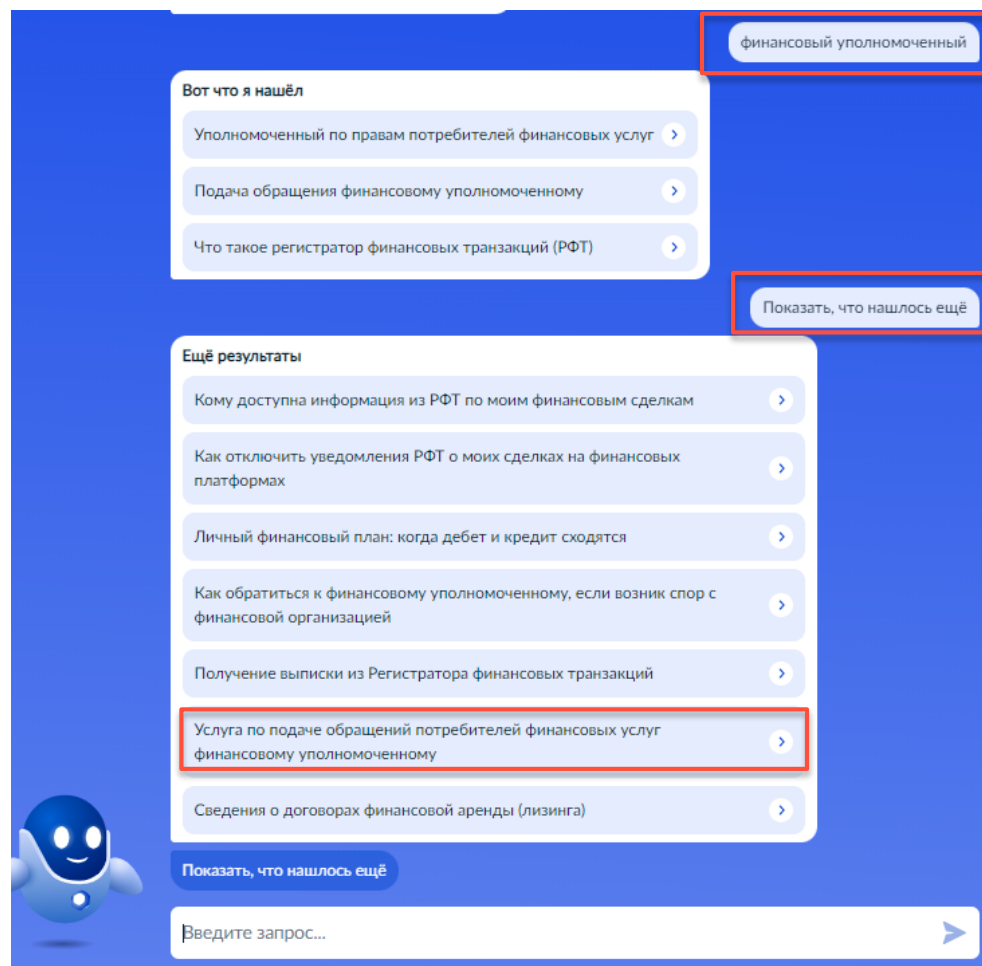 финансовый уполномоченный
Вот что я нашёл
Уполномоченный по правам потребителей финансовых услуг
Подача обращения финансовому уполномоченному
Что такое регистратор финансовых транзакций (РФТ)
Показать, что нашлось ещё
Ещё результаты
Кому доступна информация из РФТ по моим финансовым сделкам
Как отключить уведомления РФТ о моих сделках на финансовых
платформах
Личный финансовый план: когда дебет и кредит сходятся
Как обратиться к финансовому уполномоченному, если возник спор с
финансовой организацией
Получение выписки из Регистратора финансовых транзакций
Услуга по подаче обращений потребителей финансовых услуг
финансовому уполномоченному
Сведения о договорах финансовой аренды (лизинга)
Показать, что нашлось ещё
Введите запрос...